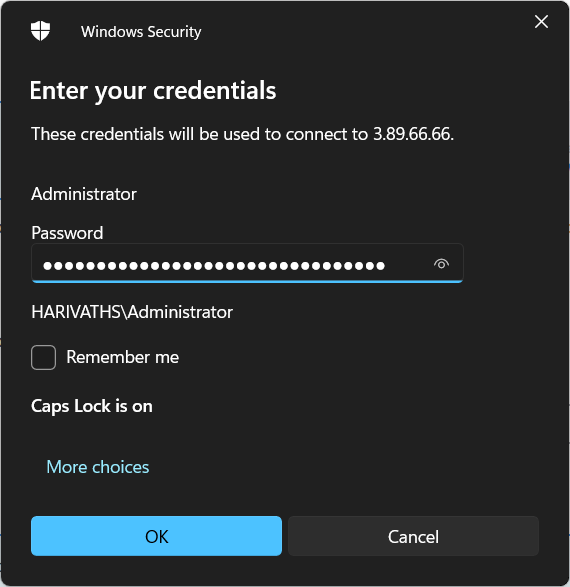 Windows Security
Enter your credentials
These credentials will be used to connect to 3.89.66.66.
Administrator
Password
●●●●●●●●●●●●●●●●●●●●●●●●●●●●●●●●
HARIVATHS\Administrator
Remember me
Caps Lock is on
More choices
OK
Cancel